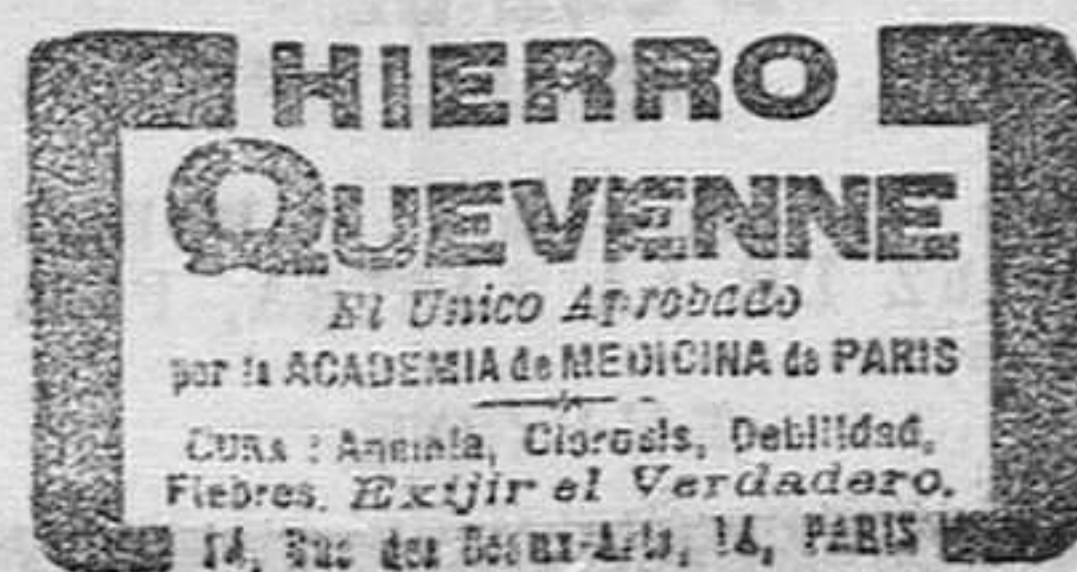 HIERRO
QUEVENNE
El Unico Aprobado
por la ACADEMIA de MEDICINA de PARIS
CURA : Anemia, Clorosis, Debilidad,
Fiebres. Exijir el Verdadero.
14, Rue des Beaux-Arts, 14, PARIS